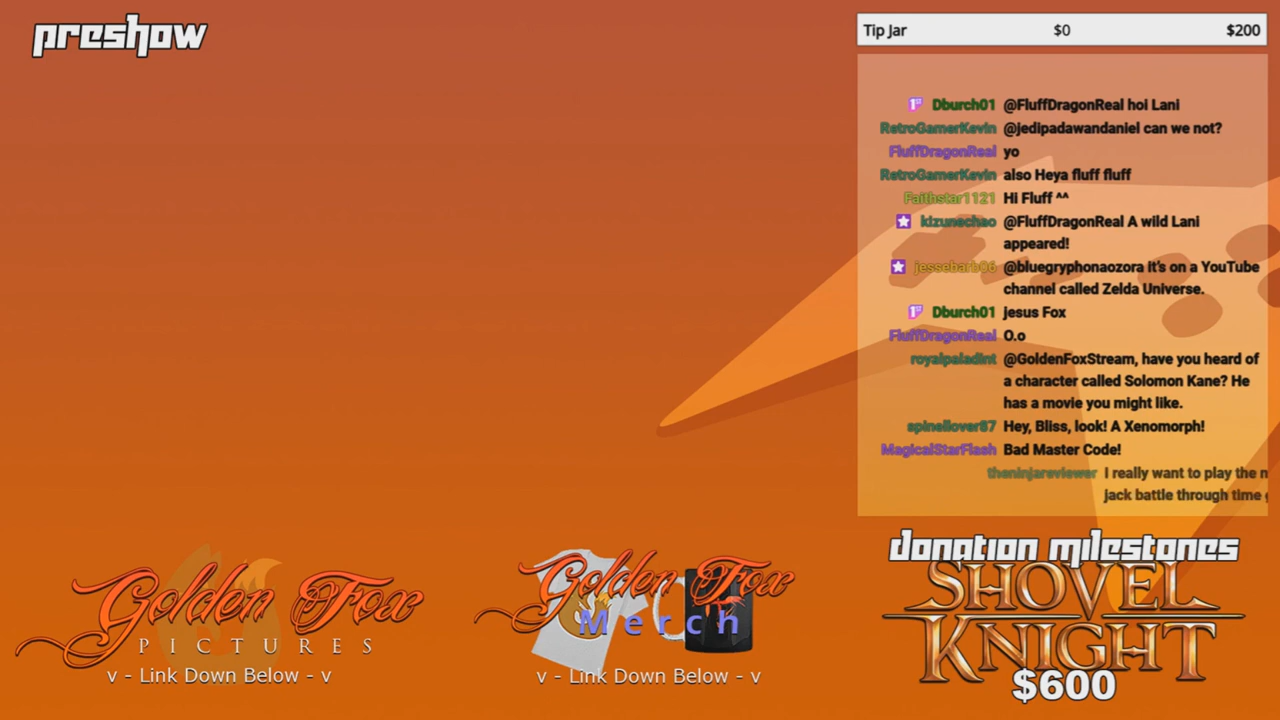 preshow
Tip Jar $0 $200
Dburch01 @FluffDragonReal hoi Lani
RetroGamerKevin @jedipadawandaniel can we not?
FluffDragonReal yo
RetroGamerKevin also Heya fluff fluff
Faithstar1121 Hi Fluff ^^
kizunechao @FluffDragonReal A wild Lani
appeared!
jessebarb06 @bluegryphonaozora it's on a YouTube
channel called Zelda Universe.
Dburch01 jesus Fox
FluffDragonReal O.o
royalpaladint @GoldenFoxStream, have you heard of
a character called Solomon Kane? He
has a movie you might like.
spinellover87 Hey, Bliss, look! A Xenomorph!
MagicalStarFlash Bad Master Code!
theninjareviewer I really want to play the
jack battle through time
donation milestones
SHOVEL
KNIGHT
$600
Golden Fox
PICTURES
v - Link Down Below - v
Golden Fox
Merch
v - Link Down Below - v